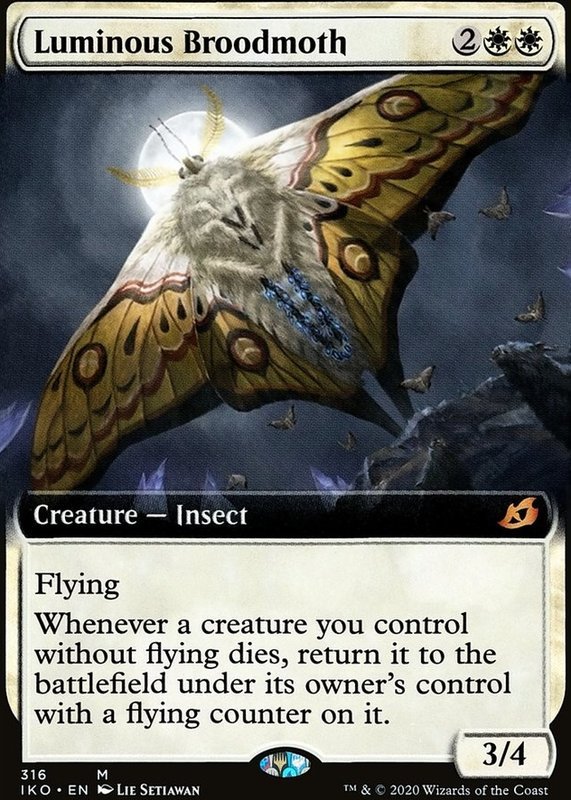 Luminous Broodmoth 2
Creature — Insect
Flying
Whenever a creature you control
without flying dies, return it to the
battlefield under its owner's control
with a flying counter on it.
3/4
316 M
IKO • EN Lie Setiawan ™ & © 2020 Wizards of the Coast